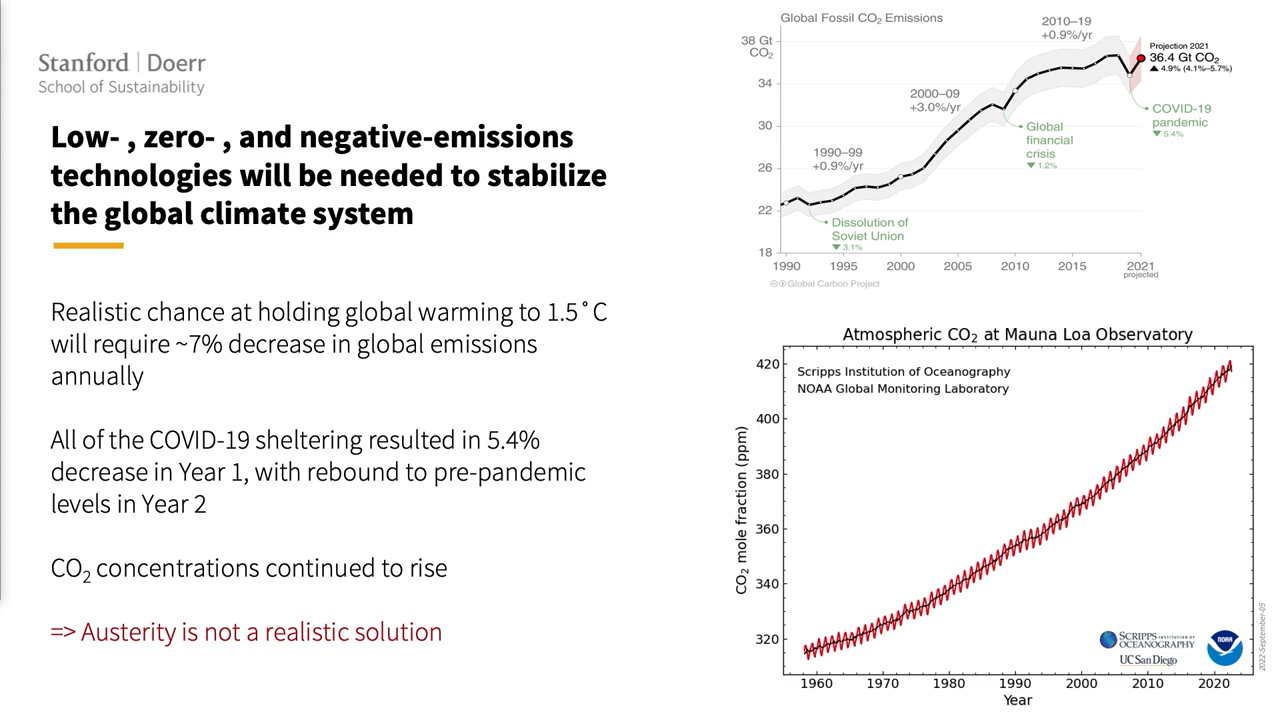 Stanford | Doerr
School of Sustainability
Low- , zero- , and negative-emissions
technologies will be needed to stabilize
the global climate system
Realistic chance at holding global warming to 1.5˚C
will require ~7% decrease in global emissions
annually
All of the COVID-19 sheltering resulted in 5.4%
decrease in Year 1, with rebound to pre-pandemic
levels in Year 2
CO₂ concentrations continued to rise
=> Austerity is not a realistic solution
Global Fossil CO₂ Emissions
38 Gt
CO₂
34
30
26
22
18
1990–99
+0.9%/yr
2000–09
+3.0%/yr
2010–19
+0.9%/yr
Projection 2021
36.4 Gt CO₂
▲ 4.9% (4.1%–5.7%)
COVID-19
pandemic
▼ 5.4%
Global
financial
crisis
▼ 1.2%
Dissolution of
Soviet Union
▼ 3.1%
1990 1995 2000 2005 2010 2015 2021
projected
Global Carbon Project
Atmospheric CO₂ at Mauna Loa Observatory
Scripps Institution of Oceanography
NOAA Global Monitoring Laboratory
CO₂ mole fraction (ppm)
420
400
380
360
340
320
SCRIPPS INSTITUTION OF
OCEANOGRAPHY
UC San Diego
NOAA
2022-September-05
1960 1970 1980 1990 2000 2010 2020
Year